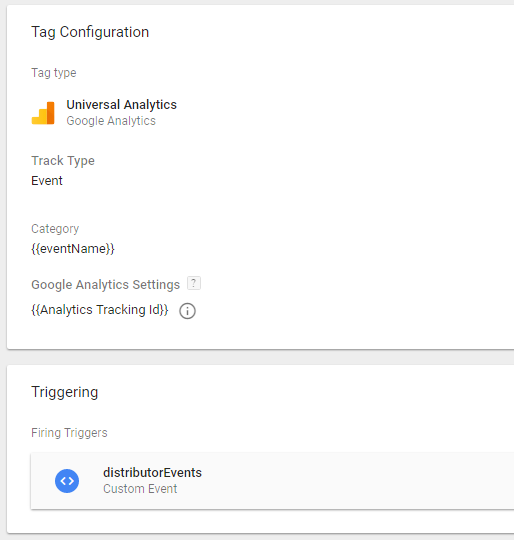 Tag Configuration
Tag type
Universal Analytics
Google Analytics
Track Type
Event
Category
{{eventName}}
Google Analytics Settings ?
{{Analytics Tracking Id}}
Triggering
Firing Triggers
distributorEvents
Custom Event